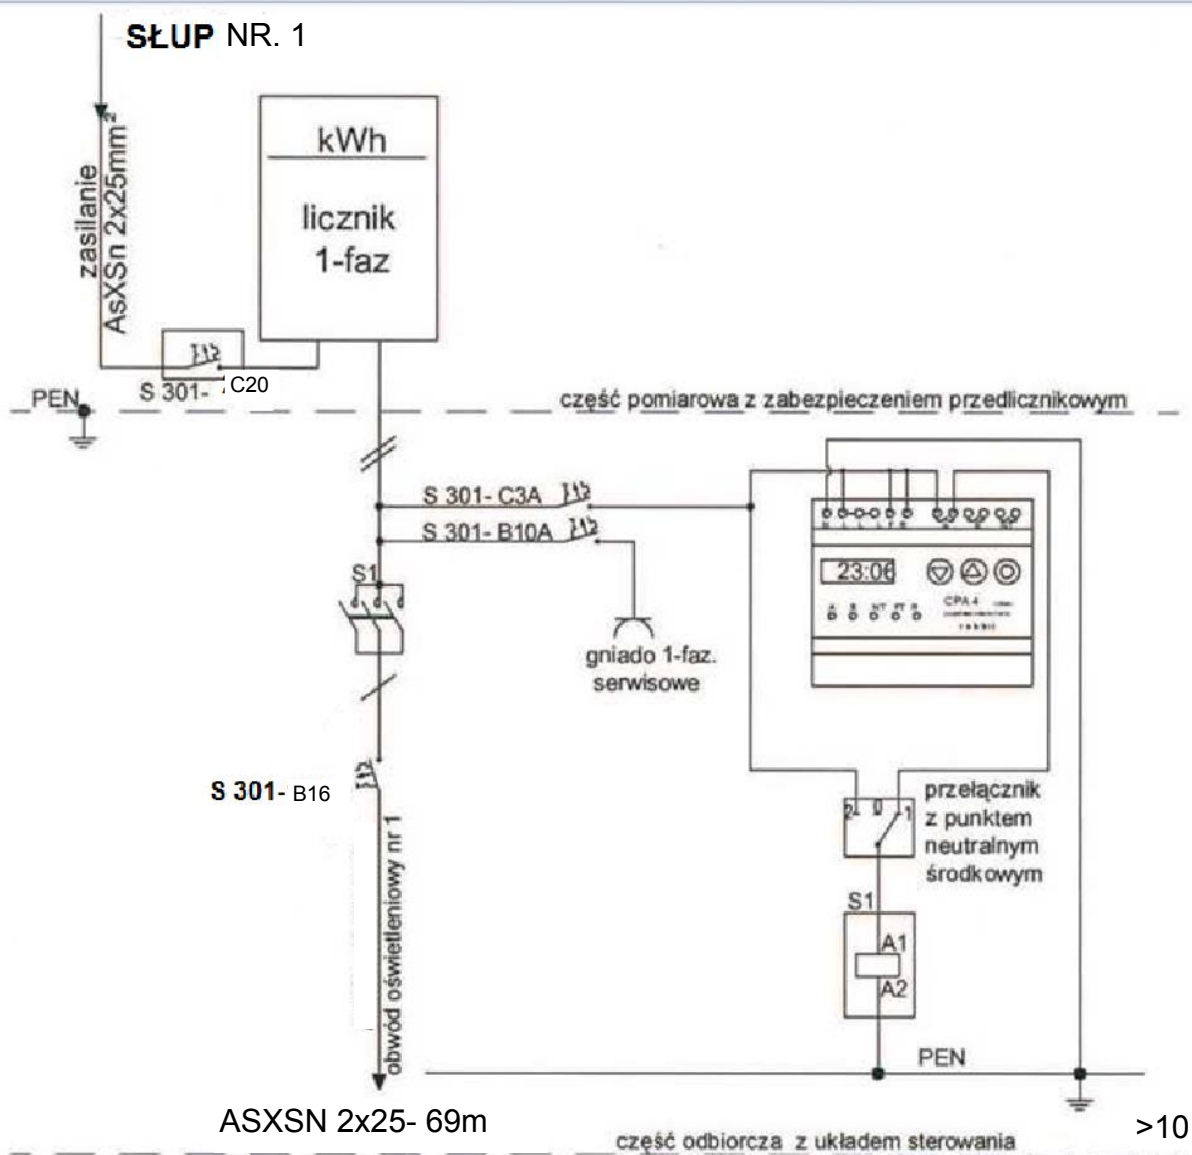 SŁUP NR. 1
zasilanie
AsXSn 2x25mm²
kWh
licznik
1-faz
S 301- C20
PEN
część pomiarowa z zabezpieczeniem przedlicznikowym
S 301- C3A
S 301- B10A
S1
gniado 1-faz.
serwisowe
23:06
CPA 4
przełącznik
z punktem
neutralnym
środkowym
2 0 1
S 301- B16
obwód oświetleniowy nr 1
S1
A1
A2
PEN
ASXSN 2x25- 69m
>10
część odbiorcza z układem sterowania